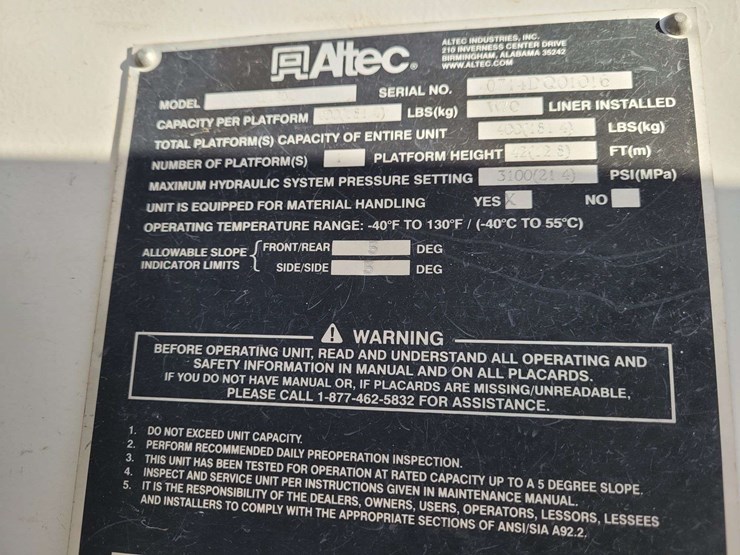 Altec®
ALTEC INDUSTRIES, INC.
210 INVERNESS CENTER DRIVE
BIRMINGHAM, ALABAMA 35242
WWW.ALTEC.COM
MODEL SERIAL NO.
CAPACITY PER PLATFORM LBS(kg) LINER INSTALLED
TOTAL PLATFORM(S) CAPACITY OF ENTIRE UNIT LBS(kg)
NUMBER OF PLATFORM(S) PLATFORM HEIGHT FT(m)
MAXIMUM HYDRAULIC SYSTEM PRESSURE SETTING 3100(21.4) PSI(MPa)
UNIT IS EQUIPPED FOR MATERIAL HANDLING YES X NO
OPERATING TEMPERATURE RANGE: -40°F TO 130°F / (-40°C TO 55°C)
ALLOWABLE SLOPE INDICATOR LIMITS { FRONT/REAR 5 DEG
SIDE/SIDE 5 DEG
⚠ WARNING
BEFORE OPERATING UNIT, READ AND UNDERSTAND ALL OPERATING AND
SAFETY INFORMATION IN MANUAL AND ON ALL PLACARDS.
IF YOU DO NOT HAVE MANUAL OR, IF PLACARDS ARE MISSING/UNREADABLE,
PLEASE CALL 1-877-462-5832 FOR ASSISTANCE.
1. DO NOT EXCEED UNIT CAPACITY.
2. PERFORM RECOMMENDED DAILY PREOPERATION INSPECTION.
3. THIS UNIT HAS BEEN TESTED FOR OPERATION AT RATED CAPACITY UP TO A 5 DEGREE SLOPE.
4. INSPECT AND SERVICE UNIT PER INSTRUCTIONS GIVEN IN MAINTENANCE MANUAL.
5. IT IS THE RESPONSIBILITY OF THE DEALERS, OWNERS, USERS, OPERATORS, LESSORS, LESSEES
AND INSTALLERS TO COMPLY WITH THE APPROPRIATE SECTIONS OF ANSI/SIA A92.2.